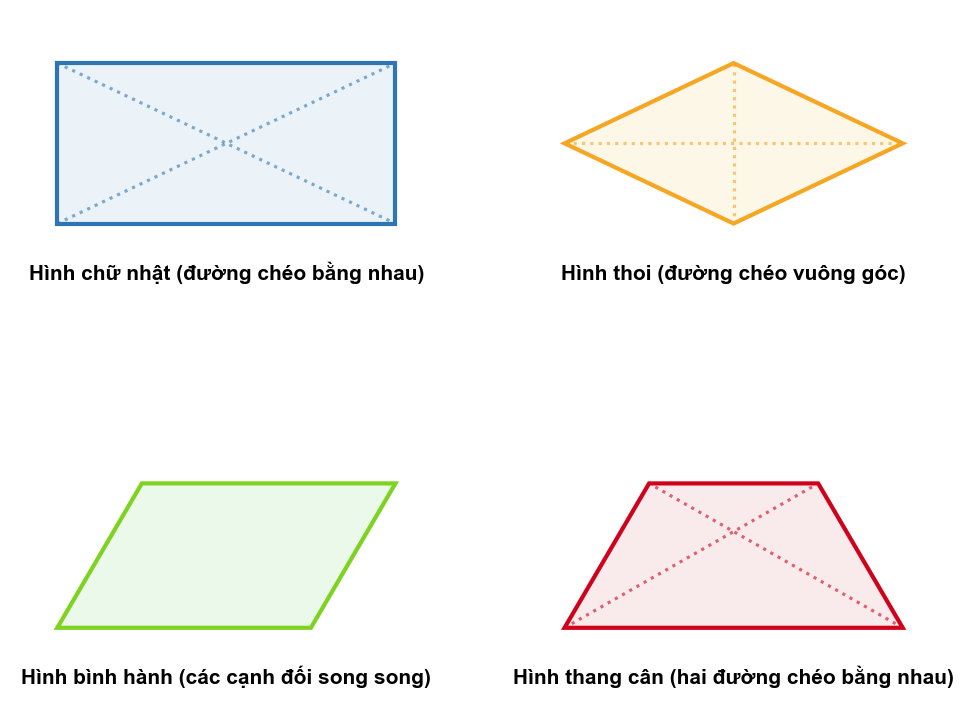 Hình chữ nhật (đường chéo bằng nhau)
Hình thoi (đường chéo vuông góc)
Hình bình hành (các cạnh đối song song)
Hình thang cân (hai đường chéo bằng nhau)